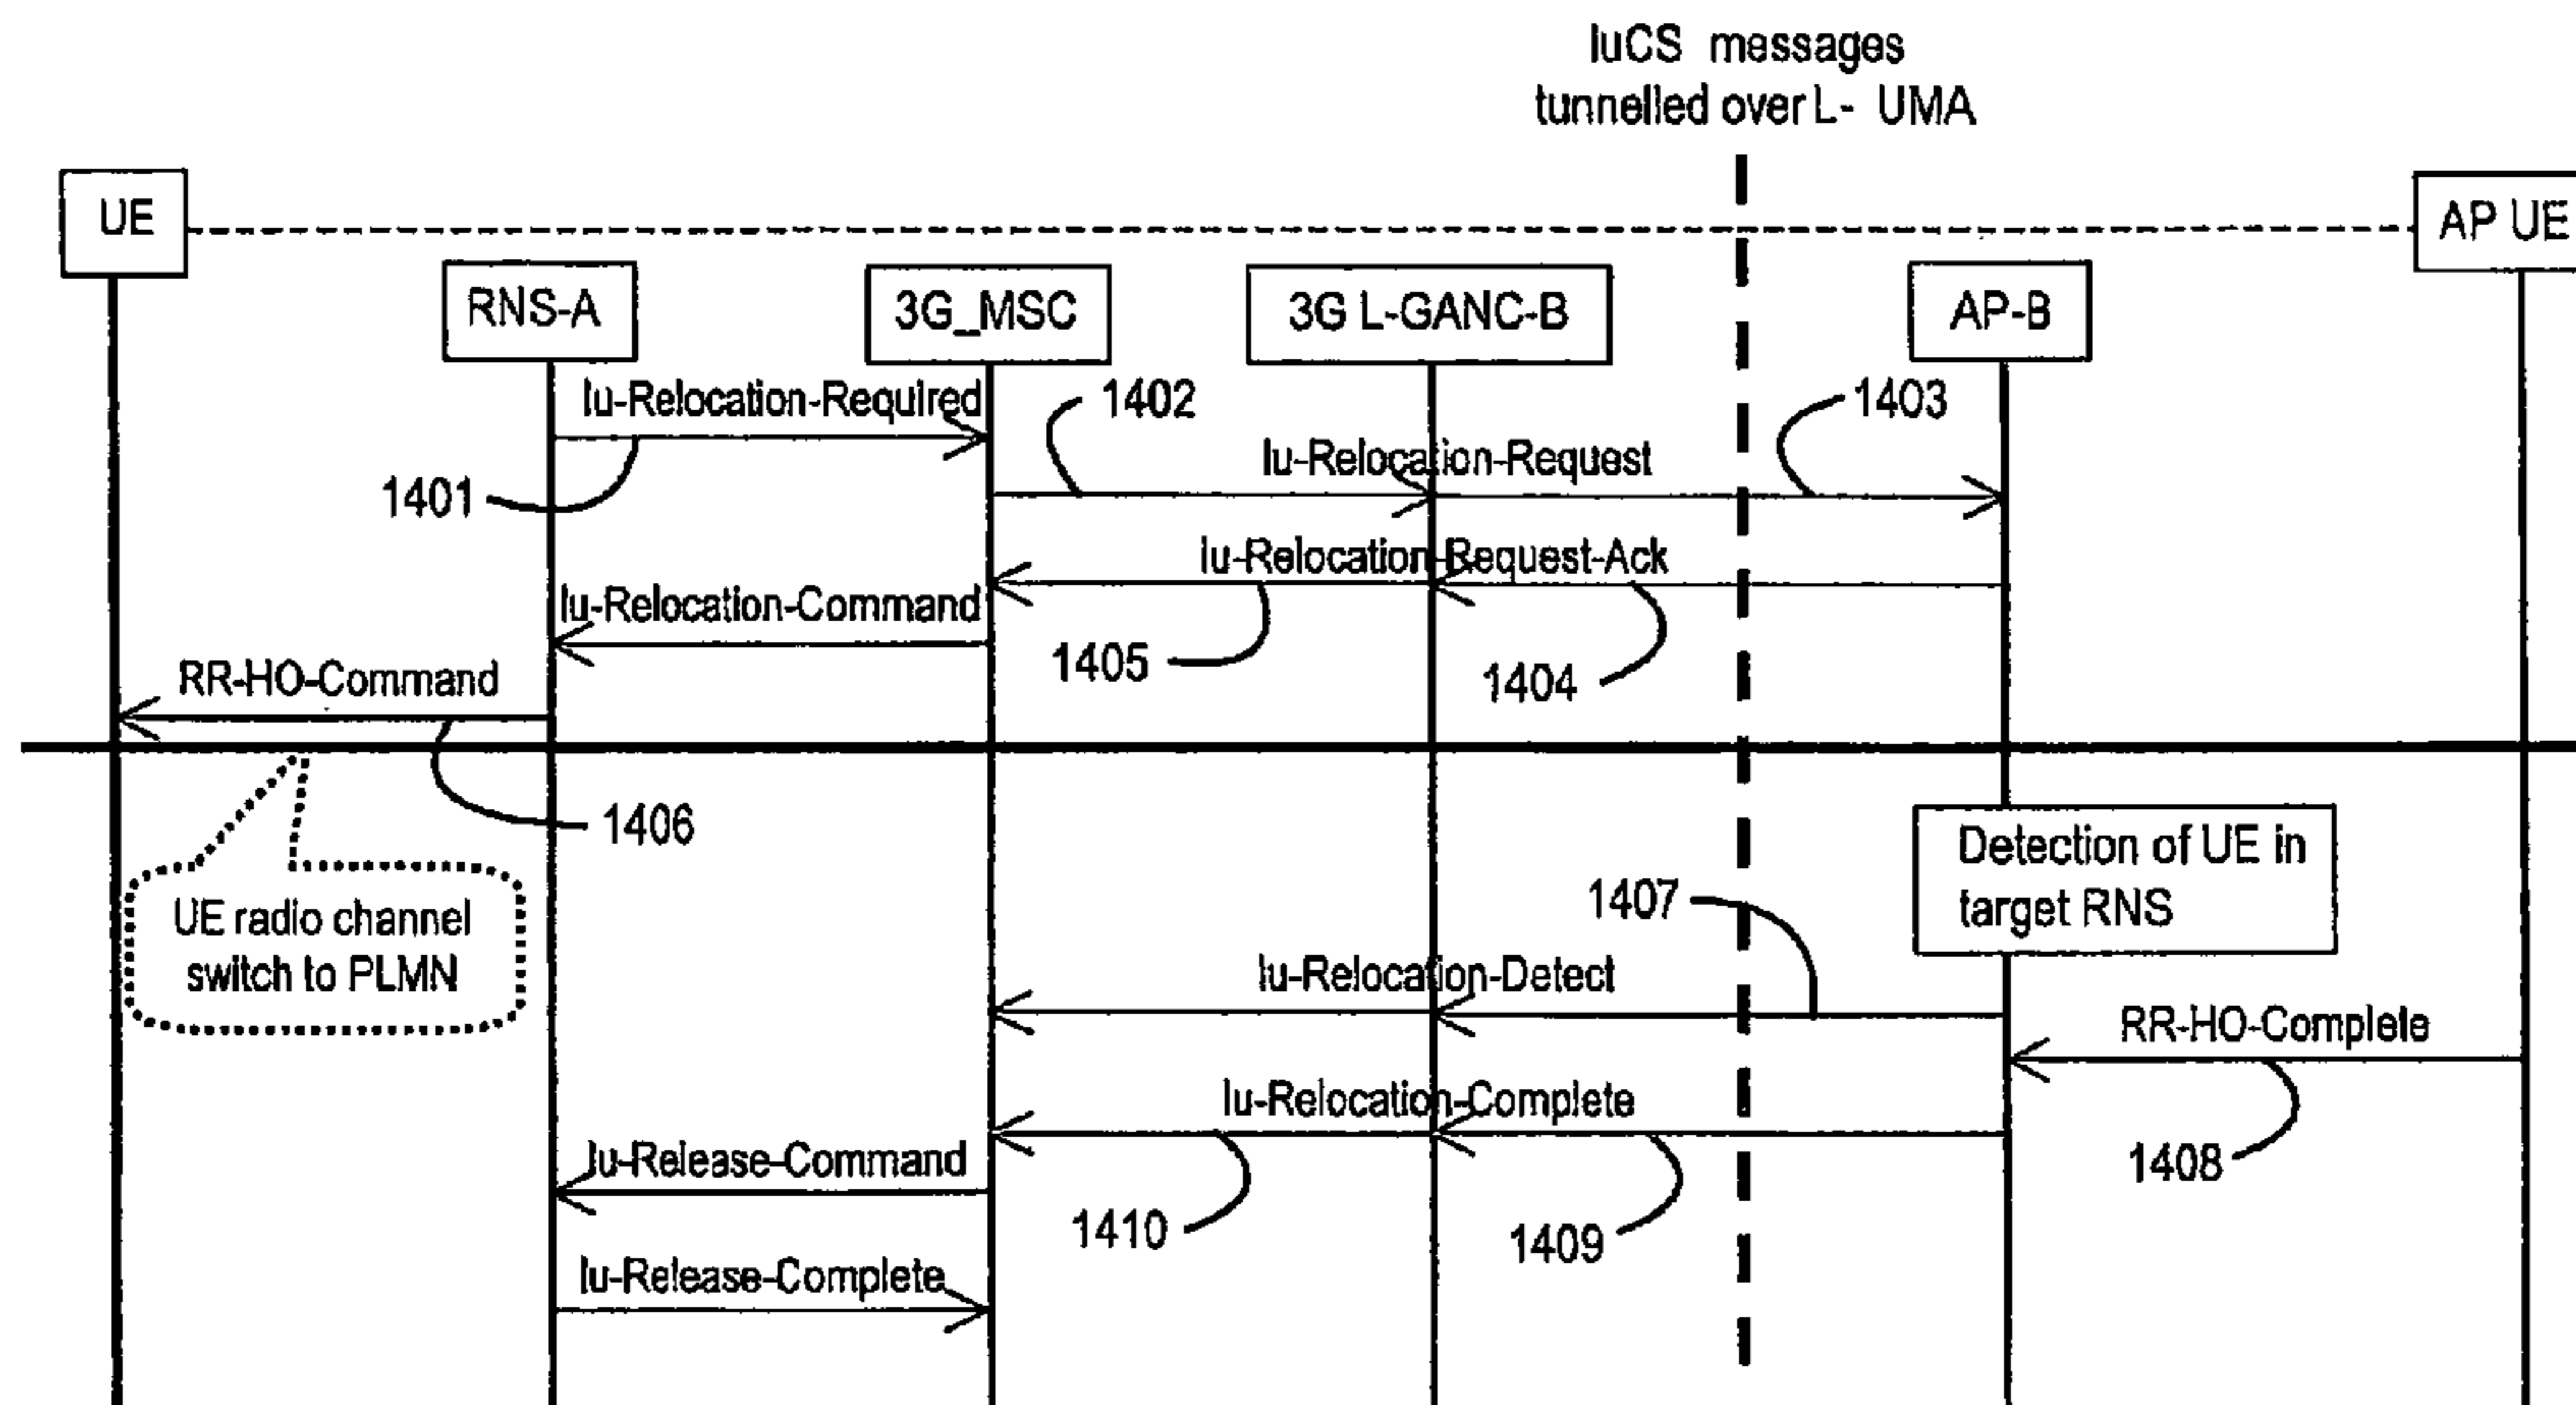 IuCS messages
tunnelled over L- UMA
UE
AP UE
RNS-A
3G_MSC
3G L-GANC-B
AP-B
Iu-Relocation-Required
1402
1403
Iu-Relocation-Request
1401
Iu-Relocation-Request-Ack
Iu-Relocation-Command
1405
1404
RR-HO-Command
1406
Detection of UE in
target RNS
1407
UE radio channel
switch to PLMN
Iu-Relocation-Detect
RR-HO-Complete
Iu-Relocation-Complete
1408
Iu-Release-Command
1410
1409
Iu-Release-Complete